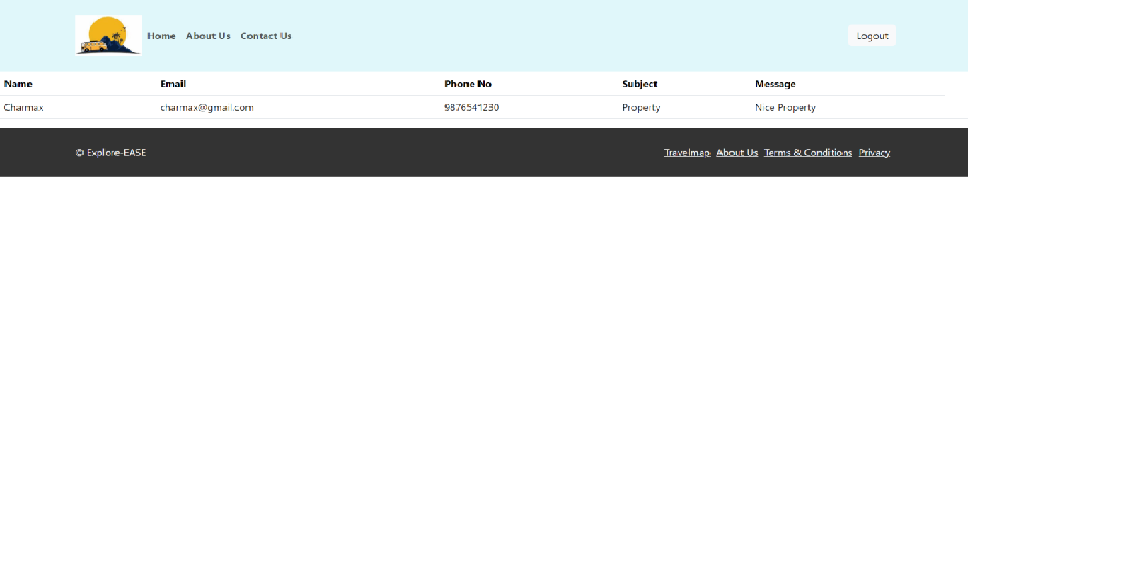 Home About Us Contact Us Logout
Name Email Phone No Subject Message
Charmax charmax@gmail.com 9876541230 Property Nice Property
© Explore-EASE Travelmap About Us Terms & Conditions Privacy